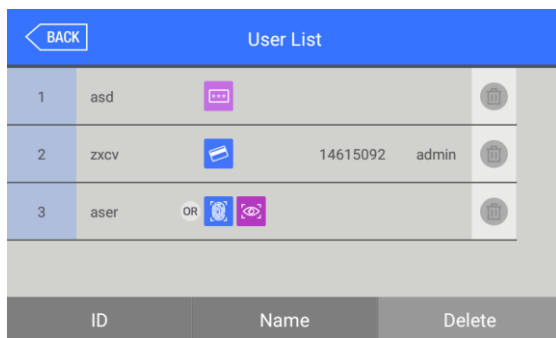 BACK
User List
1 asd
2 zxcv 14615092 admin
3 aser OR
ID Name Delete